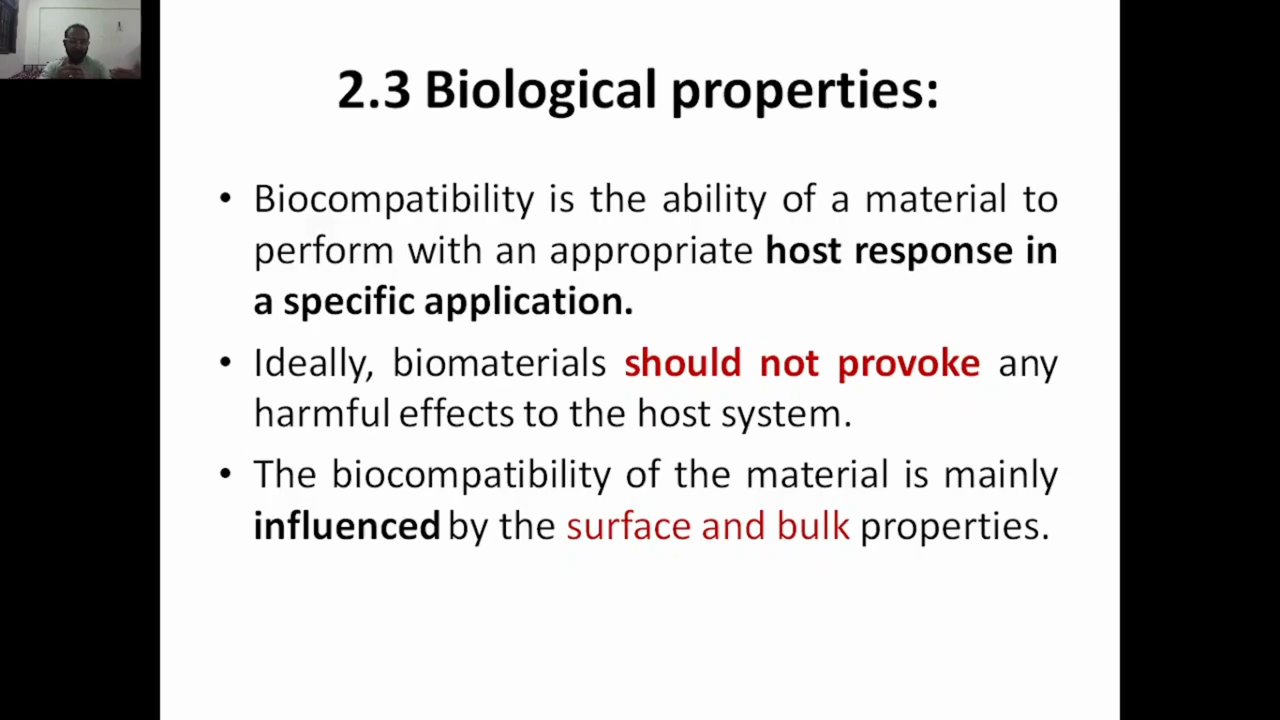 2.3 Biological properties:
• Biocompatibility is the ability of a material to
perform with an appropriate host response in
a specific application.
• Ideally, biomaterials should not provoke any
harmful effects to the host system.
• The biocompatibility of the material is mainly
influenced by the surface and bulk properties.